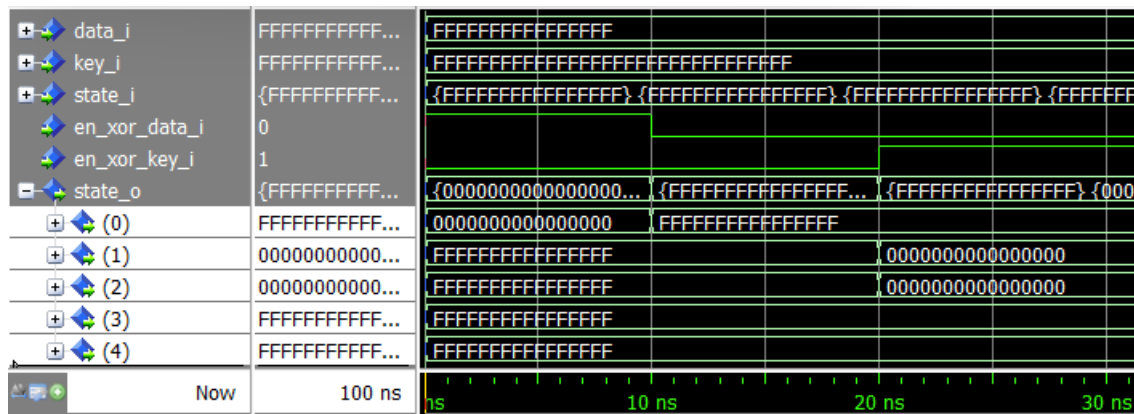 data_i FFFFFFFFFFF... FFFFFFFFFFFFFFFF
key_i FFFFFFFFFFF... FFFFFFFFFFFFFFFFFFFFFFFFFFFFFFFF
state_i {FFFFFFFFFF... {FFFFFFFFFFFFFFFF} {FFFFFFFFFFFFFFFF} {FFFFFFFFFFFFFFFF} {FFFFFFF
en_xor_data_i 0
en_xor_key_i 1
state_o {FFFFFFFFFF... {0000000000000000... {FFFFFFFFFFFFFFFF... {FFFFFFFFFFFFFFFF} {000
(0) FFFFFFFFFFF... 0000000000000000 FFFFFFFFFFFFFFFF
(1) 00000000000... FFFFFFFFFFFFFFFF 0000000000000000
(2) 00000000000... FFFFFFFFFFFFFFFF 0000000000000000
(3) FFFFFFFFFFF... FFFFFFFFFFFFFFFF
(4) FFFFFFFFFFF... FFFFFFFFFFFFFFFF
Now 100 ns ns 10 ns 20 ns 30 ns